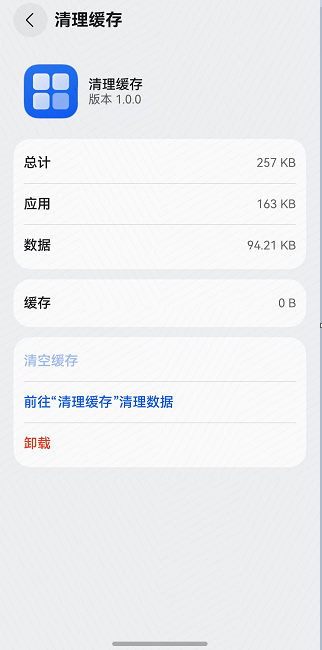 清理缓存
清理缓存
版本 1.0.0
总计 257 KB
应用 163 KB
数据 94.21 KB
缓存 0 B
清空缓存
前往“清理缓存”清理数据
卸载